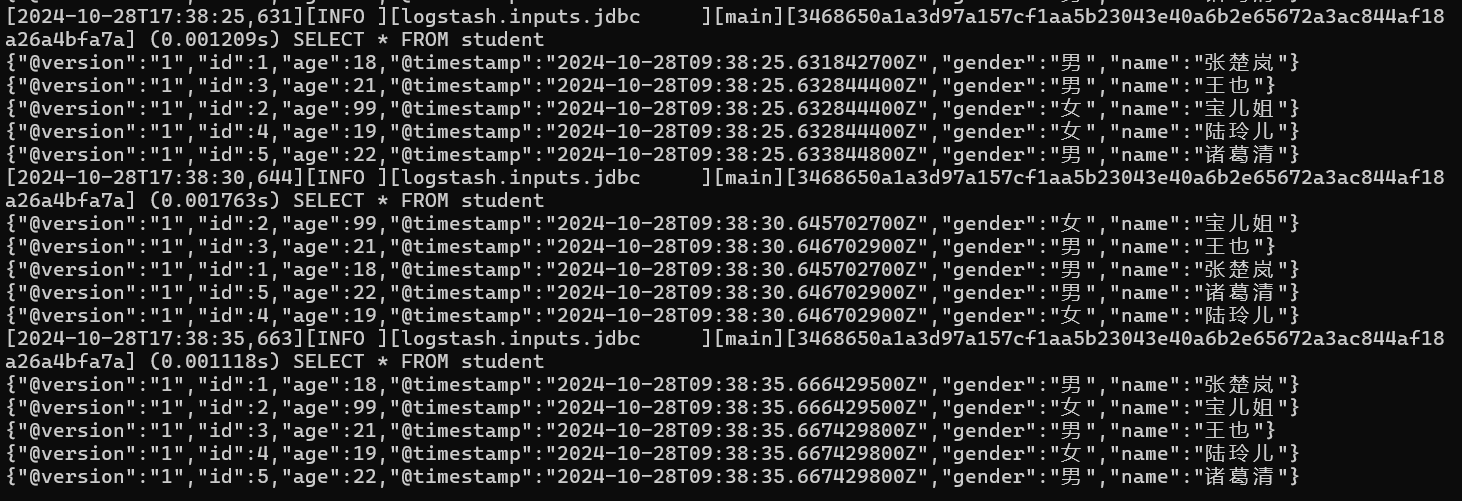 [2024-10-28T17:38:25,631][INFO ][logstash.inputs.jdbc     ][main][3468650a1a3d97a157cf1aa5b23043e40a6b2e65672a3ac844af18
a26a4bfa7a] (0.001209s) SELECT * FROM student
{"@version":"1","id":1,"age":18,"@timestamp":"2024-10-28T09:38:25.631842700Z","gender":"男","name":"张楚岚"}
{"@version":"1","id":3,"age":21,"@timestamp":"2024-10-28T09:38:25.632844400Z","gender":"男","name":"王也"}
{"@version":"1","id":2,"age":99,"@timestamp":"2024-10-28T09:38:25.632844400Z","gender":"女","name":"宝儿姐"}
{"@version":"1","id":4,"age":19,"@timestamp":"2024-10-28T09:38:25.632844400Z","gender":"女","name":"陆玲儿"}
{"@version":"1","id":5,"age":22,"@timestamp":"2024-10-28T09:38:25.633844800Z","gender":"男","name":"诸葛清"}
[2024-10-28T17:38:30,644][INFO ][logstash.inputs.jdbc     ][main][3468650a1a3d97a157cf1aa5b23043e40a6b2e65672a3ac844af18
a26a4bfa7a] (0.001763s) SELECT * FROM student
{"@version":"1","id":2,"age":99,"@timestamp":"2024-10-28T09:38:30.645702700Z","gender":"女","name":"宝儿姐"}
{"@version":"1","id":3,"age":21,"@timestamp":"2024-10-28T09:38:30.646702900Z","gender":"男","name":"王也"}
{"@version":"1","id":1,"age":18,"@timestamp":"2024-10-28T09:38:30.645702700Z","gender":"男","name":"张楚岚"}
{"@version":"1","id":5,"age":22,"@timestamp":"2024-10-28T09:38:30.646702900Z","gender":"男","name":"诸葛清"}
{"@version":"1","id":4,"age":19,"@timestamp":"2024-10-28T09:38:30.646702900Z","gender":"女","name":"陆玲儿"}
[2024-10-28T17:38:35,663][INFO ][logstash.inputs.jdbc     ][main][3468650a1a3d97a157cf1aa5b23043e40a6b2e65672a3ac844af18
a26a4bfa7a] (0.001118s) SELECT * FROM student
{"@version":"1","id":1,"age":18,"@timestamp":"2024-10-28T09:38:35.666429500Z","gender":"男","name":"张楚岚"}
{"@version":"1","id":2,"age":99,"@timestamp":"2024-10-28T09:38:35.666429500Z","gender":"女","name":"宝儿姐"}
{"@version":"1","id":3,"age":21,"@timestamp":"2024-10-28T09:38:35.667429800Z","gender":"男","name":"王也"}
{"@version":"1","id":4,"age":19,"@timestamp":"2024-10-28T09:38:35.667429800Z","gender":"女","name":"陆玲儿"}
{"@version":"1","id":5,"age":22,"@timestamp":"2024-10-28T09:38:35.667429800Z","gender":"男","name":"诸葛清"}